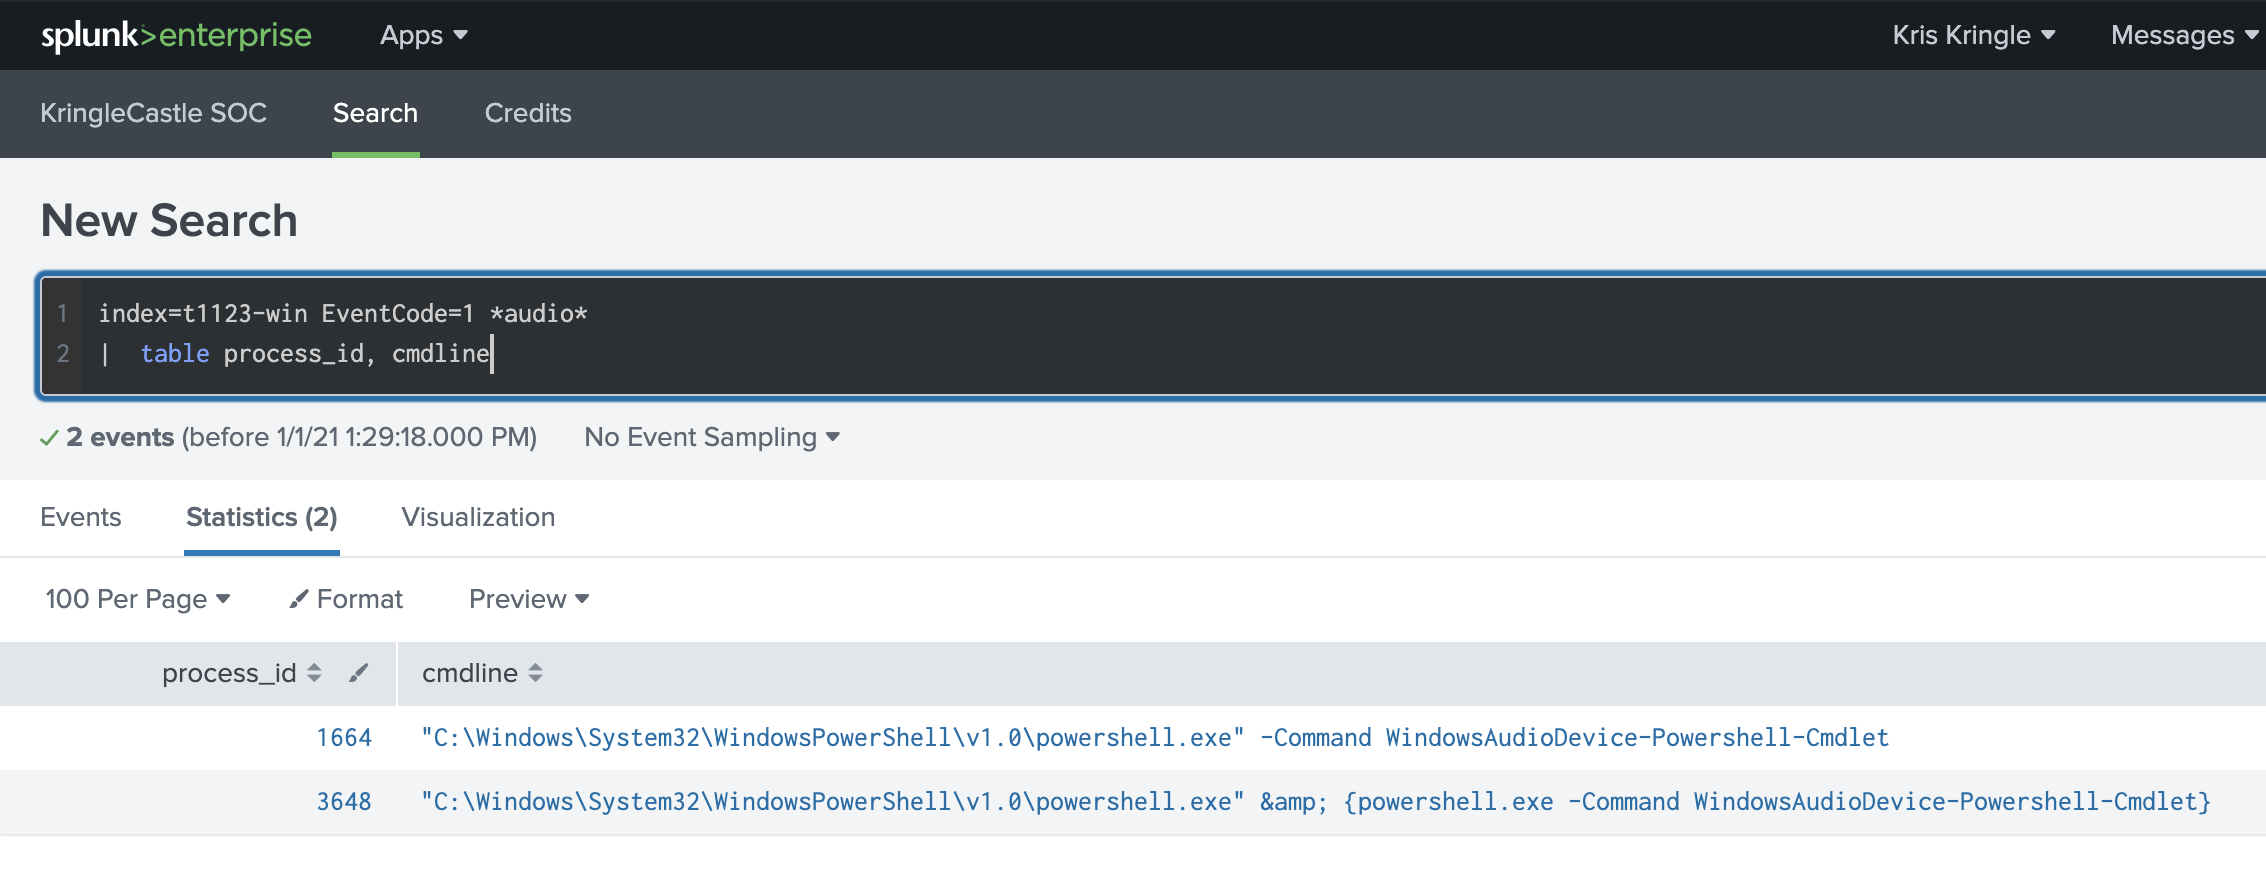 splunk>enterprise Apps Kris Kringle Messages
KringleCastle SOC Search Credits
New Search
1 index=t1123-win EventCode=1 *audio*
2 | table process_id, cmdline
2 events (before 1/1/21 1:29:18.000 PM) No Event Sampling
Events Statistics (2) Visualization
100 Per Page Format Preview
process_id cmdline
1664 "C:\Windows\System32\WindowsPowerShell\v1.0\powershell.exe" -Command WindowsAudioDevice-Powershell-Cmdlet
3648 "C:\Windows\System32\WindowsPowerShell\v1.0\powershell.exe" &amp; {powershell.exe -Command WindowsAudioDevice-Powershell-Cmdlet}